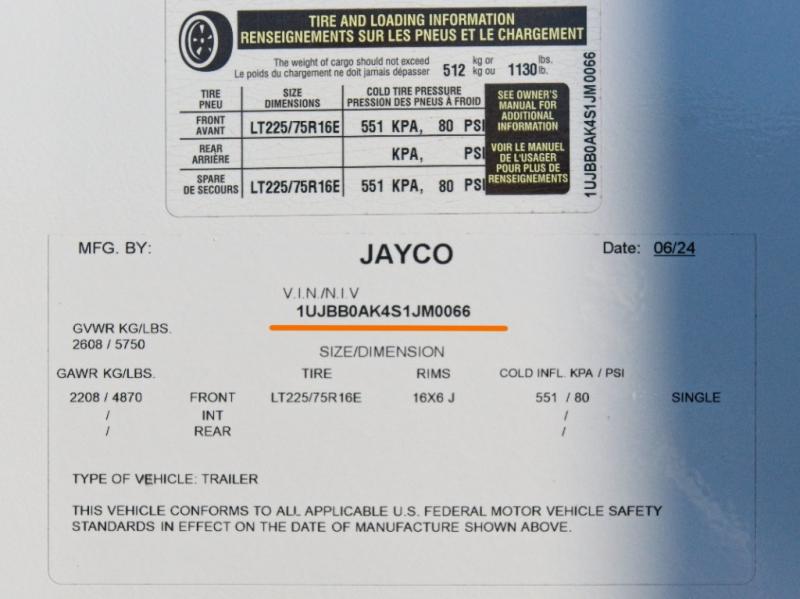 TIRE AND LOADING INFORMATION
RENSEIGNEMENTS SUR LES PNEUS ET LE CHARGEMENT
The weight of cargo should not exceed 512 kg or 1130 lbs.
Le poids du chargement ne doit jamais dépasser kg ou lb.
TIRE SIZE COLD TIRE PRESSURE
PNEU DIMENSIONS PRESSION DES PNEUS À FROID
FRONT
AVANT LT225/75R16E 551 KPA, 80 PSI
REAR
ARRIÈRE KPA, PSI
SPARE
DE SECOURS LT225/75R16E 551 KPA, 80 PSI
SEE OWNER'S
MANUAL FOR
ADDITIONAL
INFORMATION
VOIR LE MANUEL
DE L'USAGER
POUR PLUS DE
RENSEIGNEMENTS
1UJBB0AK4S1JM0066
MFG. BY: JAYCO Date: 06/24
V.I.N./N.I.V
1UJBB0AK4S1JM0066
GVWR KG/LBS.
2608 / 5750
SIZE/DIMENSION
GAWR KG/LBS. TIRE RIMS COLD INFL. KPA / PSI
2208 / 4870 FRONT LT225/75R16E 16X6 J 551 / 80 SINGLE
/ INT /
/ REAR /
TYPE OF VEHICLE: TRAILER
THIS VEHICLE CONFORMS TO ALL APPLICABLE U.S. FEDERAL MOTOR VEHICLE SAFETY
STANDARDS IN EFFECT ON THE DATE OF MANUFACTURE SHOWN ABOVE.